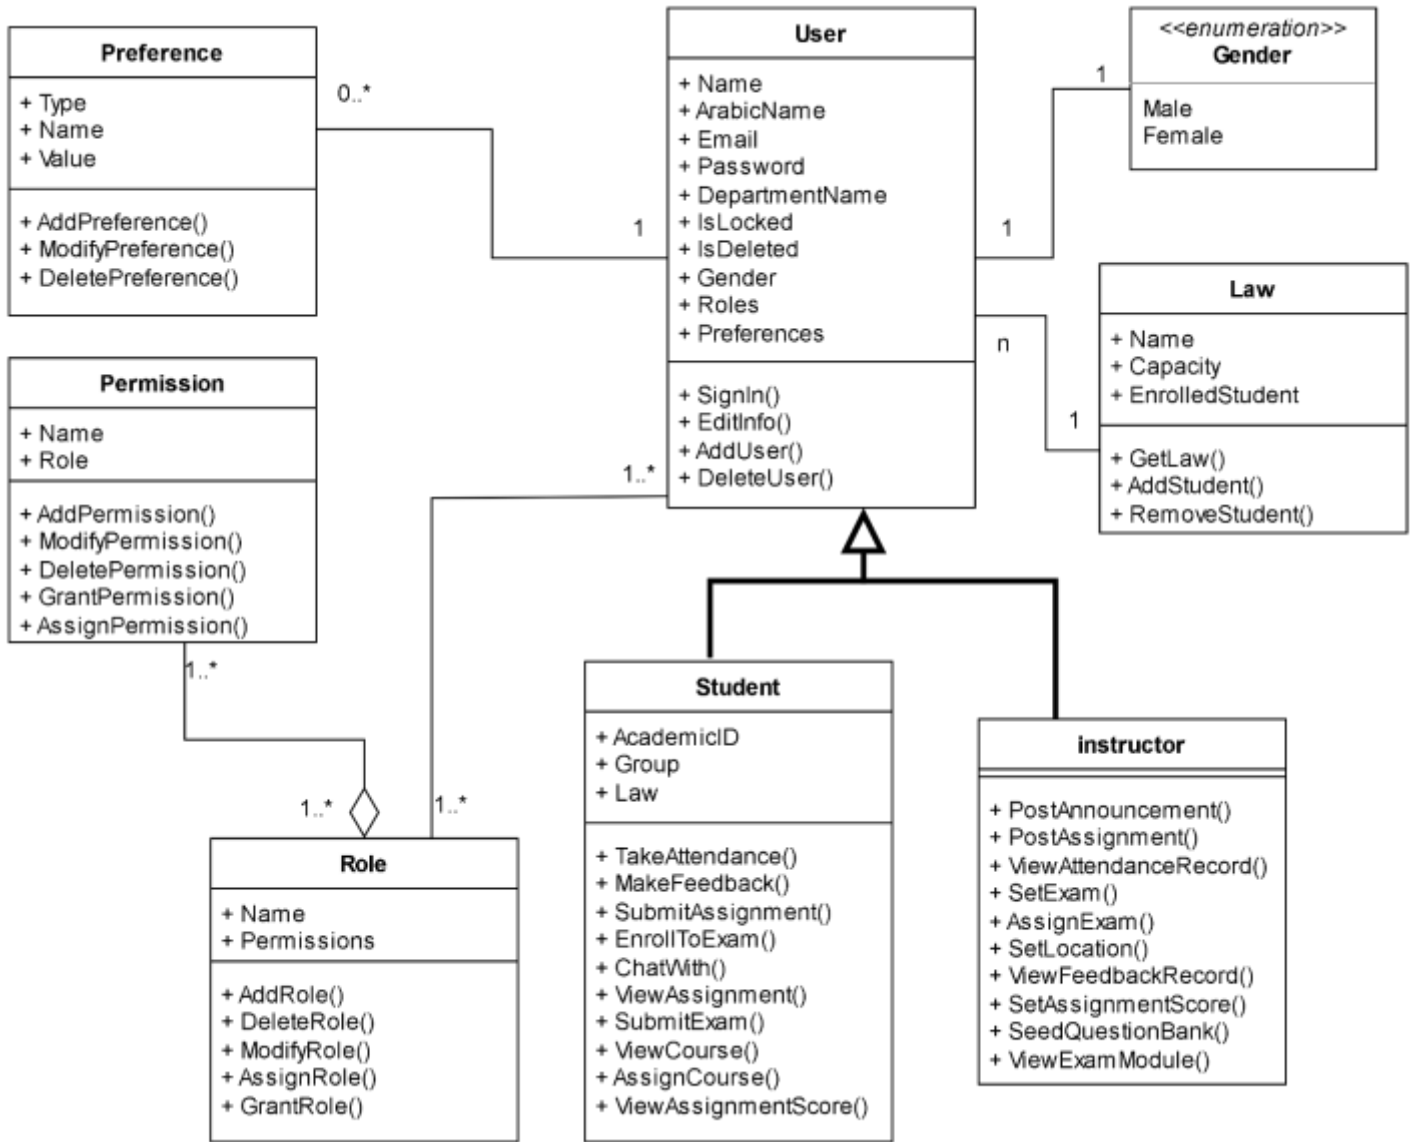 Preference
+ Type
+ Name
+ Value
+ AddPreference()
+ ModifyPreference()
+ DeletePreference()
0..*
1
User
+ Name
+ ArabicName
+ Email
+ Password
+ DepartmentName
+ IsLocked
+ IsDeleted
+ Gender
+ Roles
+ Preferences
+ SignIn()
+ EditInfo()
+ AddUser()
+ DeleteUser()
<<enumeration>>
Gender
Male
Female
1
1
n
1
Law
+ Name
+ Capacity
+ EnrolledStudent
+ GetLaw()
+ AddStudent()
+ RemoveStudent()
Permission
+ Name
+ Role
+ AddPermission()
+ ModifyPermission()
+ DeletePermission()
+ GrantPermission()
+ AssignPermission()
1..*
1..*
1..*
1..*
Role
+ Name
+ Permissions
+ AddRole()
+ DeleteRole()
+ ModifyRole()
+ AssignRole()
+ GrantRole()
Student
+ AcademicID
+ Group
+ Law
+ TakeAttendance()
+ MakeFeedback()
+ SubmitAssignment()
+ EnrollToExam()
+ ChatWith()
+ ViewAssignment()
+ SubmitExam()
+ ViewCourse()
+ AssignCourse()
+ ViewAssignmentScore()
instructor
+ PostAnnouncement()
+ PostAssignment()
+ ViewAttendanceRecord()
+ SetExam()
+ AssignExam()
+ SetLocation()
+ ViewFeedbackRecord()
+ SetAssignmentScore()
+ SeedQuestionBank()
+ ViewExamModule()